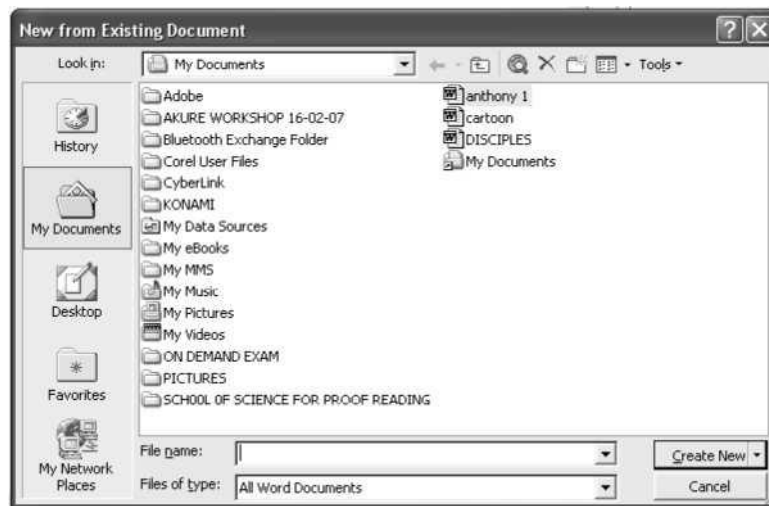 New from Existing Document
Look in: My Documents Tools
History
My Documents
Desktop
Favorites
My Network Places
Adobe
AKURE WORKSHOP 16-02-07
Bluetooth Exchange Folder
Corel User Files
CyberLink
KONAMI
My Data Sources
My eBooks
My MMS
My Music
My Pictures
My Videos
ON DEMAND EXAM
PICTURES
SCHOOL OF SCIENCE FOR PROOF READING
anthony 1
cartoon
DISCIPLES
My Documents
File name: Create New
Files of type: All Word Documents Cancel